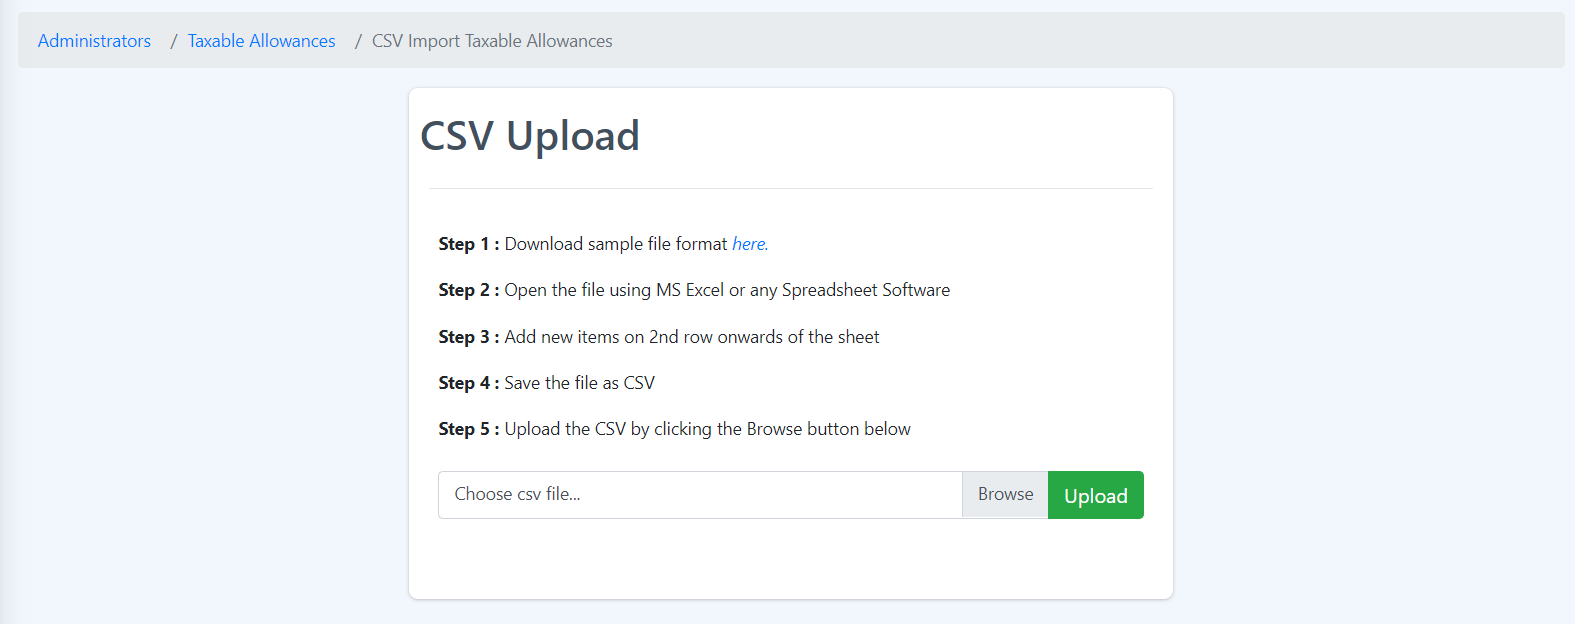 Administrators / Taxable Allowances / CSV Import Taxable Allowances
CSV Upload
Step 1 : Download sample file format here.
Step 2 : Open the file using MS Excel or any Spreadsheet Software
Step 3 : Add new items on 2nd row onwards of the sheet
Step 4 : Save the file as CSV
Step 5 : Upload the CSV by clicking the Browse button below
Choose csv file... Browse Upload